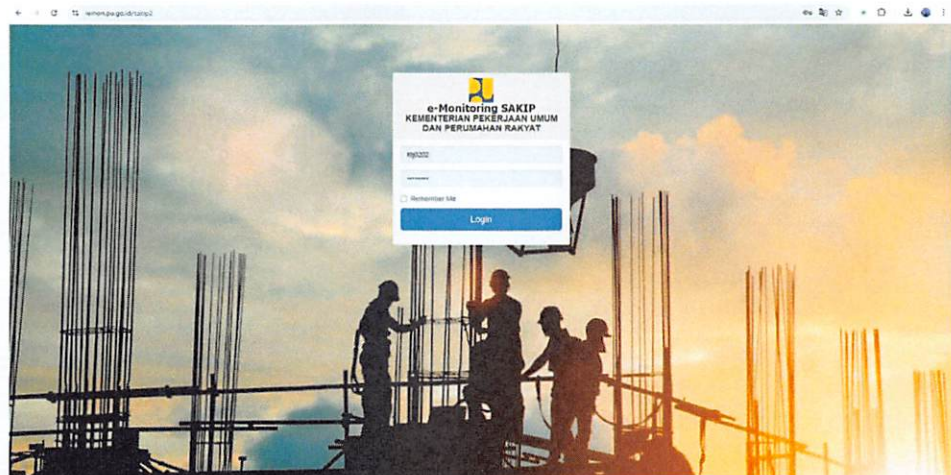 e-Monitoring SAKIP
KEMENTERIAN PEKERJAAN UMUM
DAN PERUMAHAN RAKYAT
Remember Me
Login